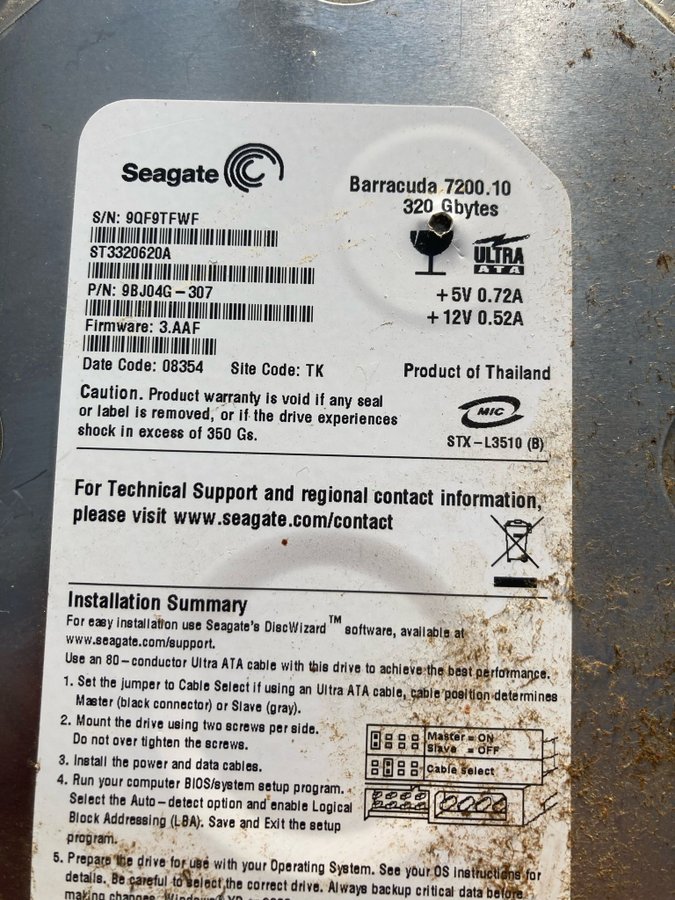 Seagate
Barracuda 7200.10
320 Gbytes
S/N: 9QF9TFWF
ST3320620A
ULTRA
ATA
P/N: 9BJ04G-307
+5V 0.72A
+12V 0.52A
Firmware: 3.AAF
Date Code: 08354 Site Code: TK Product of Thailand
Caution. Product warranty is void if any seal
or label is removed, or if the drive experiences
shock in excess of 350 Gs.
MIC
STX-L3510 (B)
For Technical Support and regional contact information,
please visit www.seagate.com/contact
Installation Summary
For easy installation use Seagate's DiscWizard™ software, available at
www.seagate.com/support.
Use an 80-conductor Ultra ATA cable with this drive to achieve the best performance.
1. Set the jumper to Cable Select if using an Ultra ATA cable, cable position determines
Master (black connector) or Slave (gray).
2. Mount the drive using two screws per side.
Do not over tighten the screws.
Master = ON
Slave = OFF
Cable select
3. Install the power and data cables.
4. Run your computer BIOS/system setup program.
Select the Auto-detect option and enable Logical
Block Addressing (LBA). Save and Exit the setup
program.
5. Prepare the drive for use with your Operating System. See your OS instructions for
details. Be careful to select the correct drive. Always backup critical data before
making changes. Windows XP